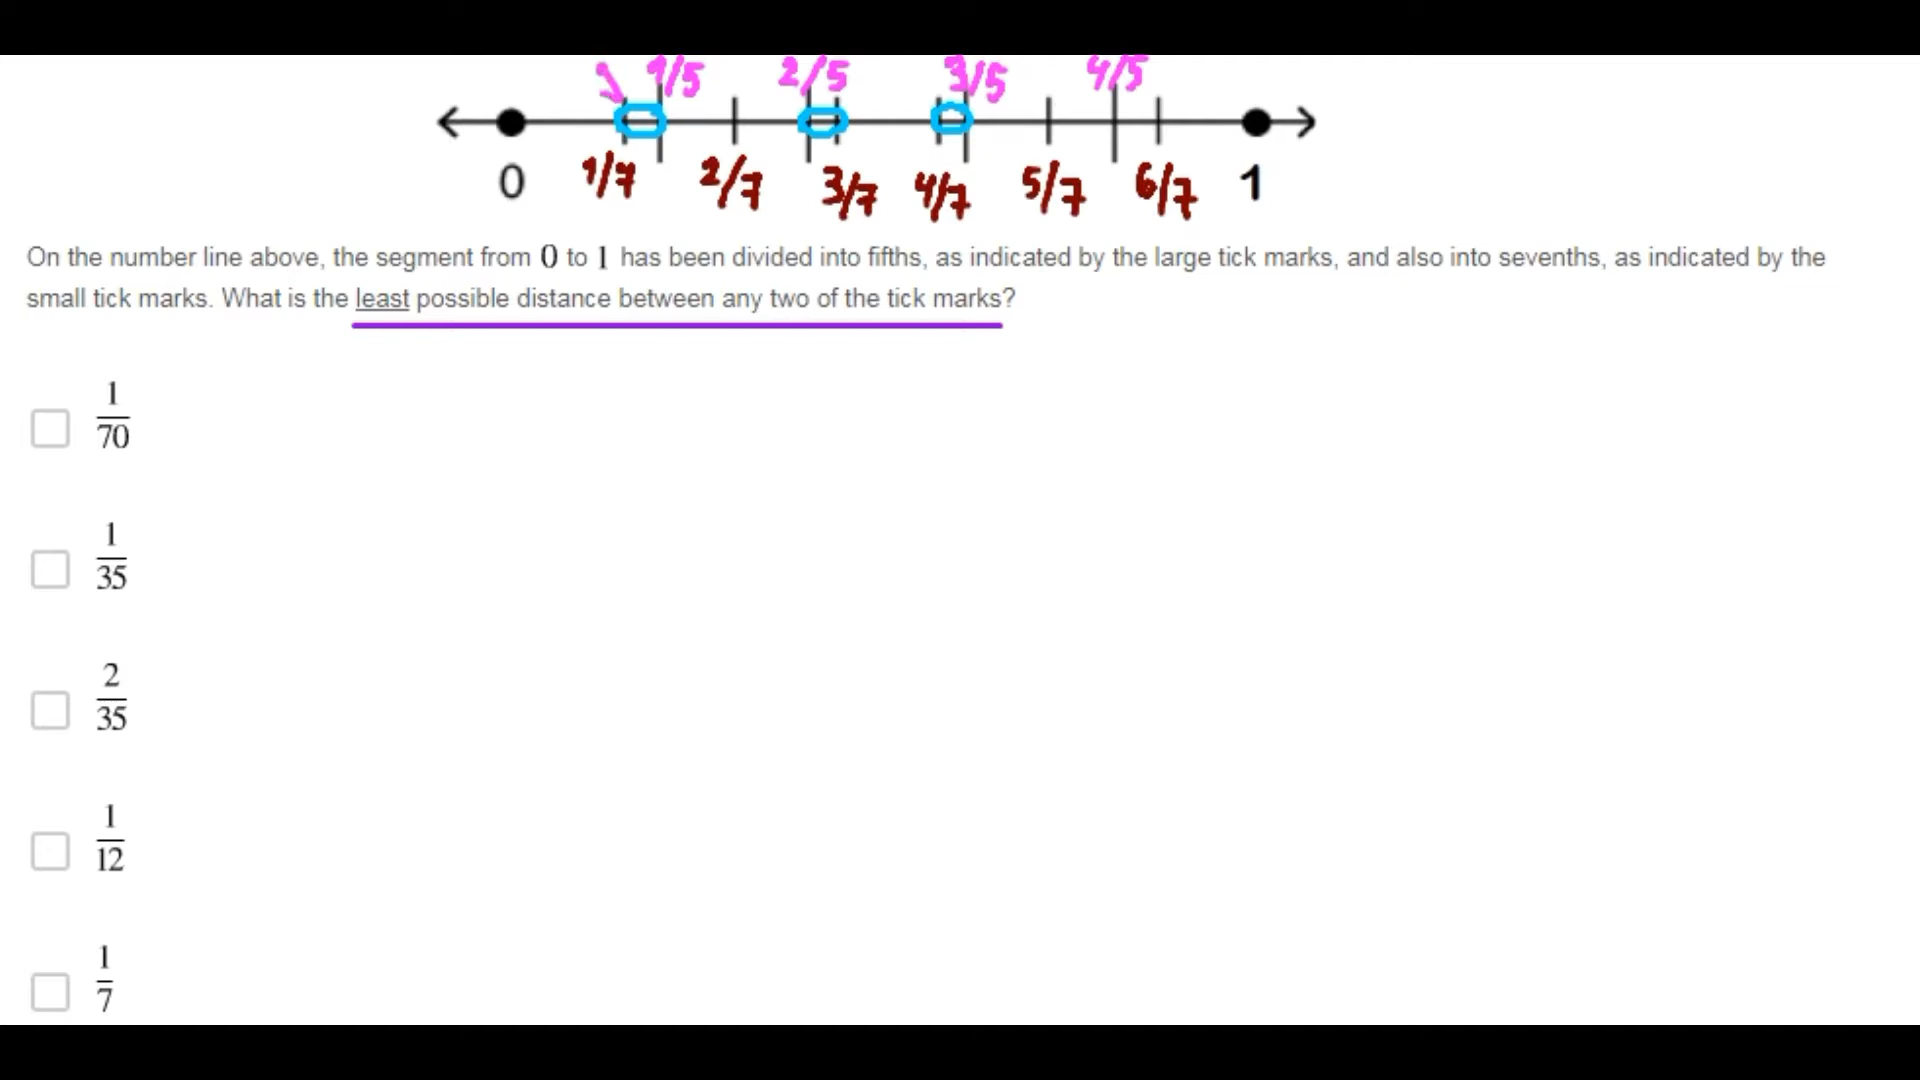 1/5 2/5 3/5 4/5
0 1/7 2/7 3/7 4/7 5/7 6/7 1
On the number line above, the segment from 0 to 1 has been divided into fifths, as indicated by the large tick marks, and also into sevenths, as indicated by the
small tick marks. What is the least possible distance between any two of the tick marks?
1/70
1/35
2/35
1/12
1/7